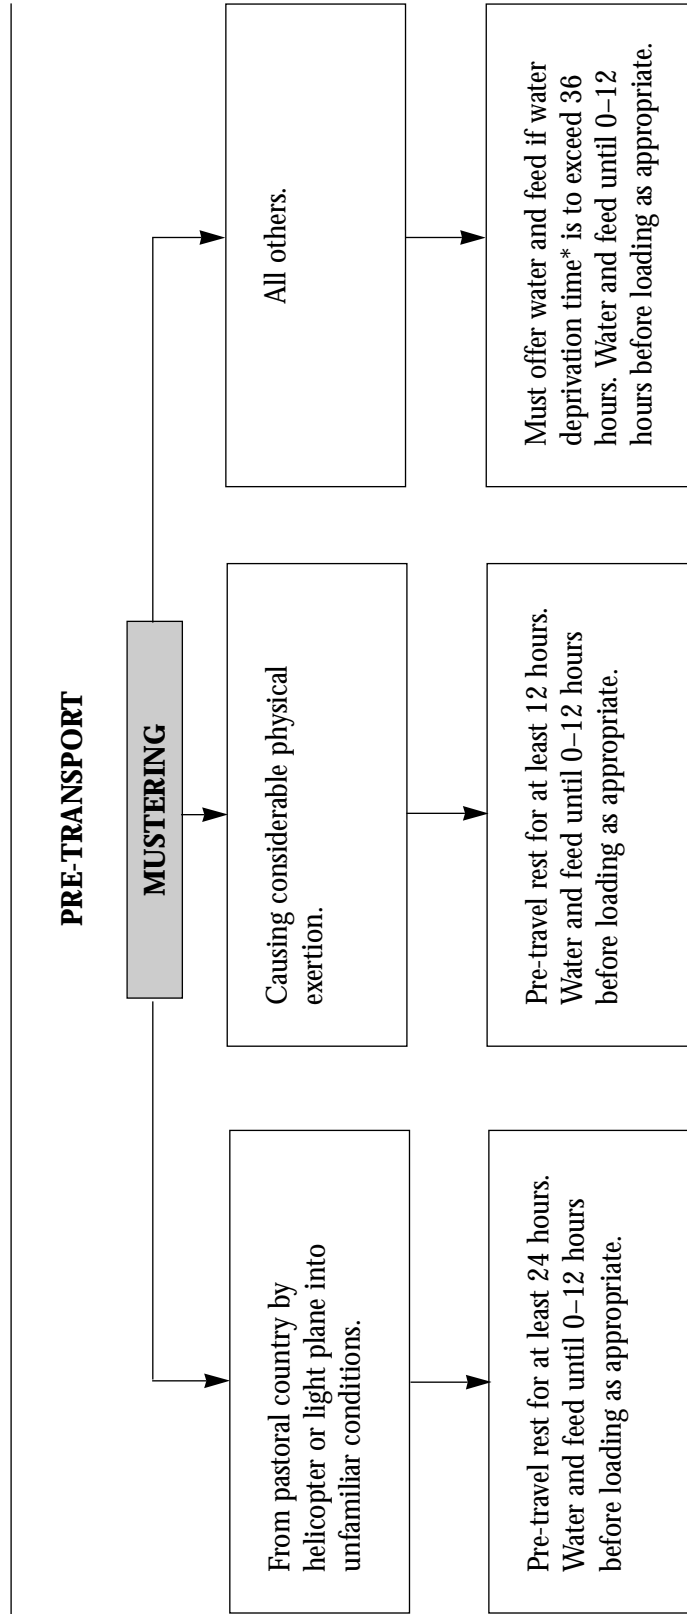 PRE-TRANSPORT
MUSTERING
From pastoral country by
helicopter or light plane into
unfamiliar conditions.
Causing considerable physical
exertion.
All others.
Pre-travel rest for at least 24 hours.
Water and feed until 0–12 hours
before loading as appropriate.
Pre-travel rest for at least 12 hours.
Water and feed until 0–12 hours
before loading as appropriate.
Must offer water and feed if water
deprivation time* is to exceed 36
hours. Water and feed until 0–12
hours before loading as appropriate.